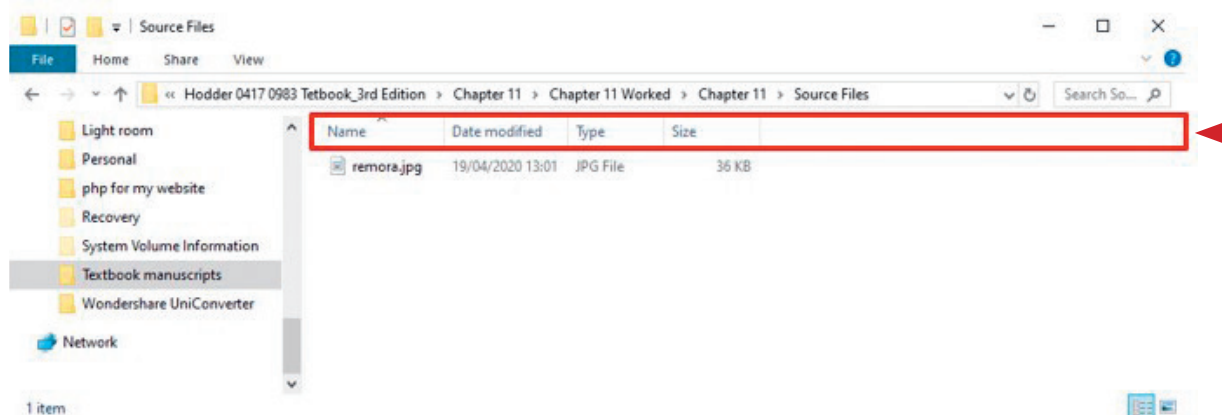 Source Files
File Home Share View
« Hodder 0417 0983 Tetbook_3rd Edition › Chapter 11 › Chapter 11 Worked › Chapter 11 › Source Files
Search So...
Light room
Personal
php for my website
Recovery
System Volume Information
Textbook manuscripts
Wondershare UniConverter
Network
Name Date modified Type Size
remora.jpg 19/04/2020 13:01 JPG File 36 KB
1 item